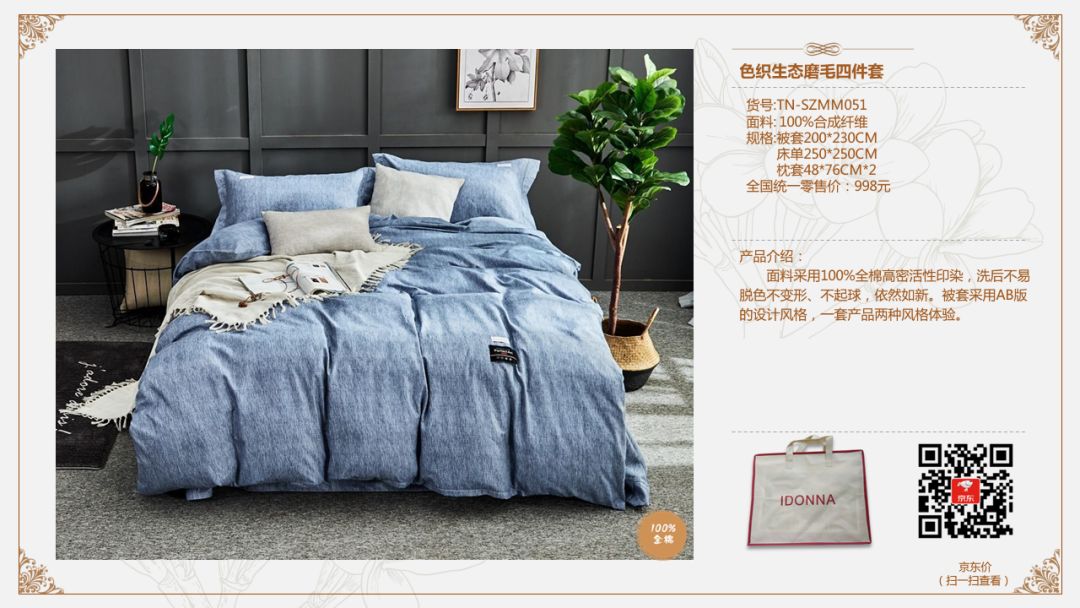 色织生态磨毛四件套
货号:TN-SZMM051
面料: 100%合成纤维
规格:被套200*230CM
床单250*250CM
枕套48*76CM*2
全国统一零售价：998元
产品介绍：
面料采用100%全棉高密活性印染，洗后不易
脱色不变形、不起球，依然如新。被套采用AB版
的设计风格，一套产品两种风格体验。
j'adore
100%
全棉
IDONNA
京东
京东价
（扫一扫查看）